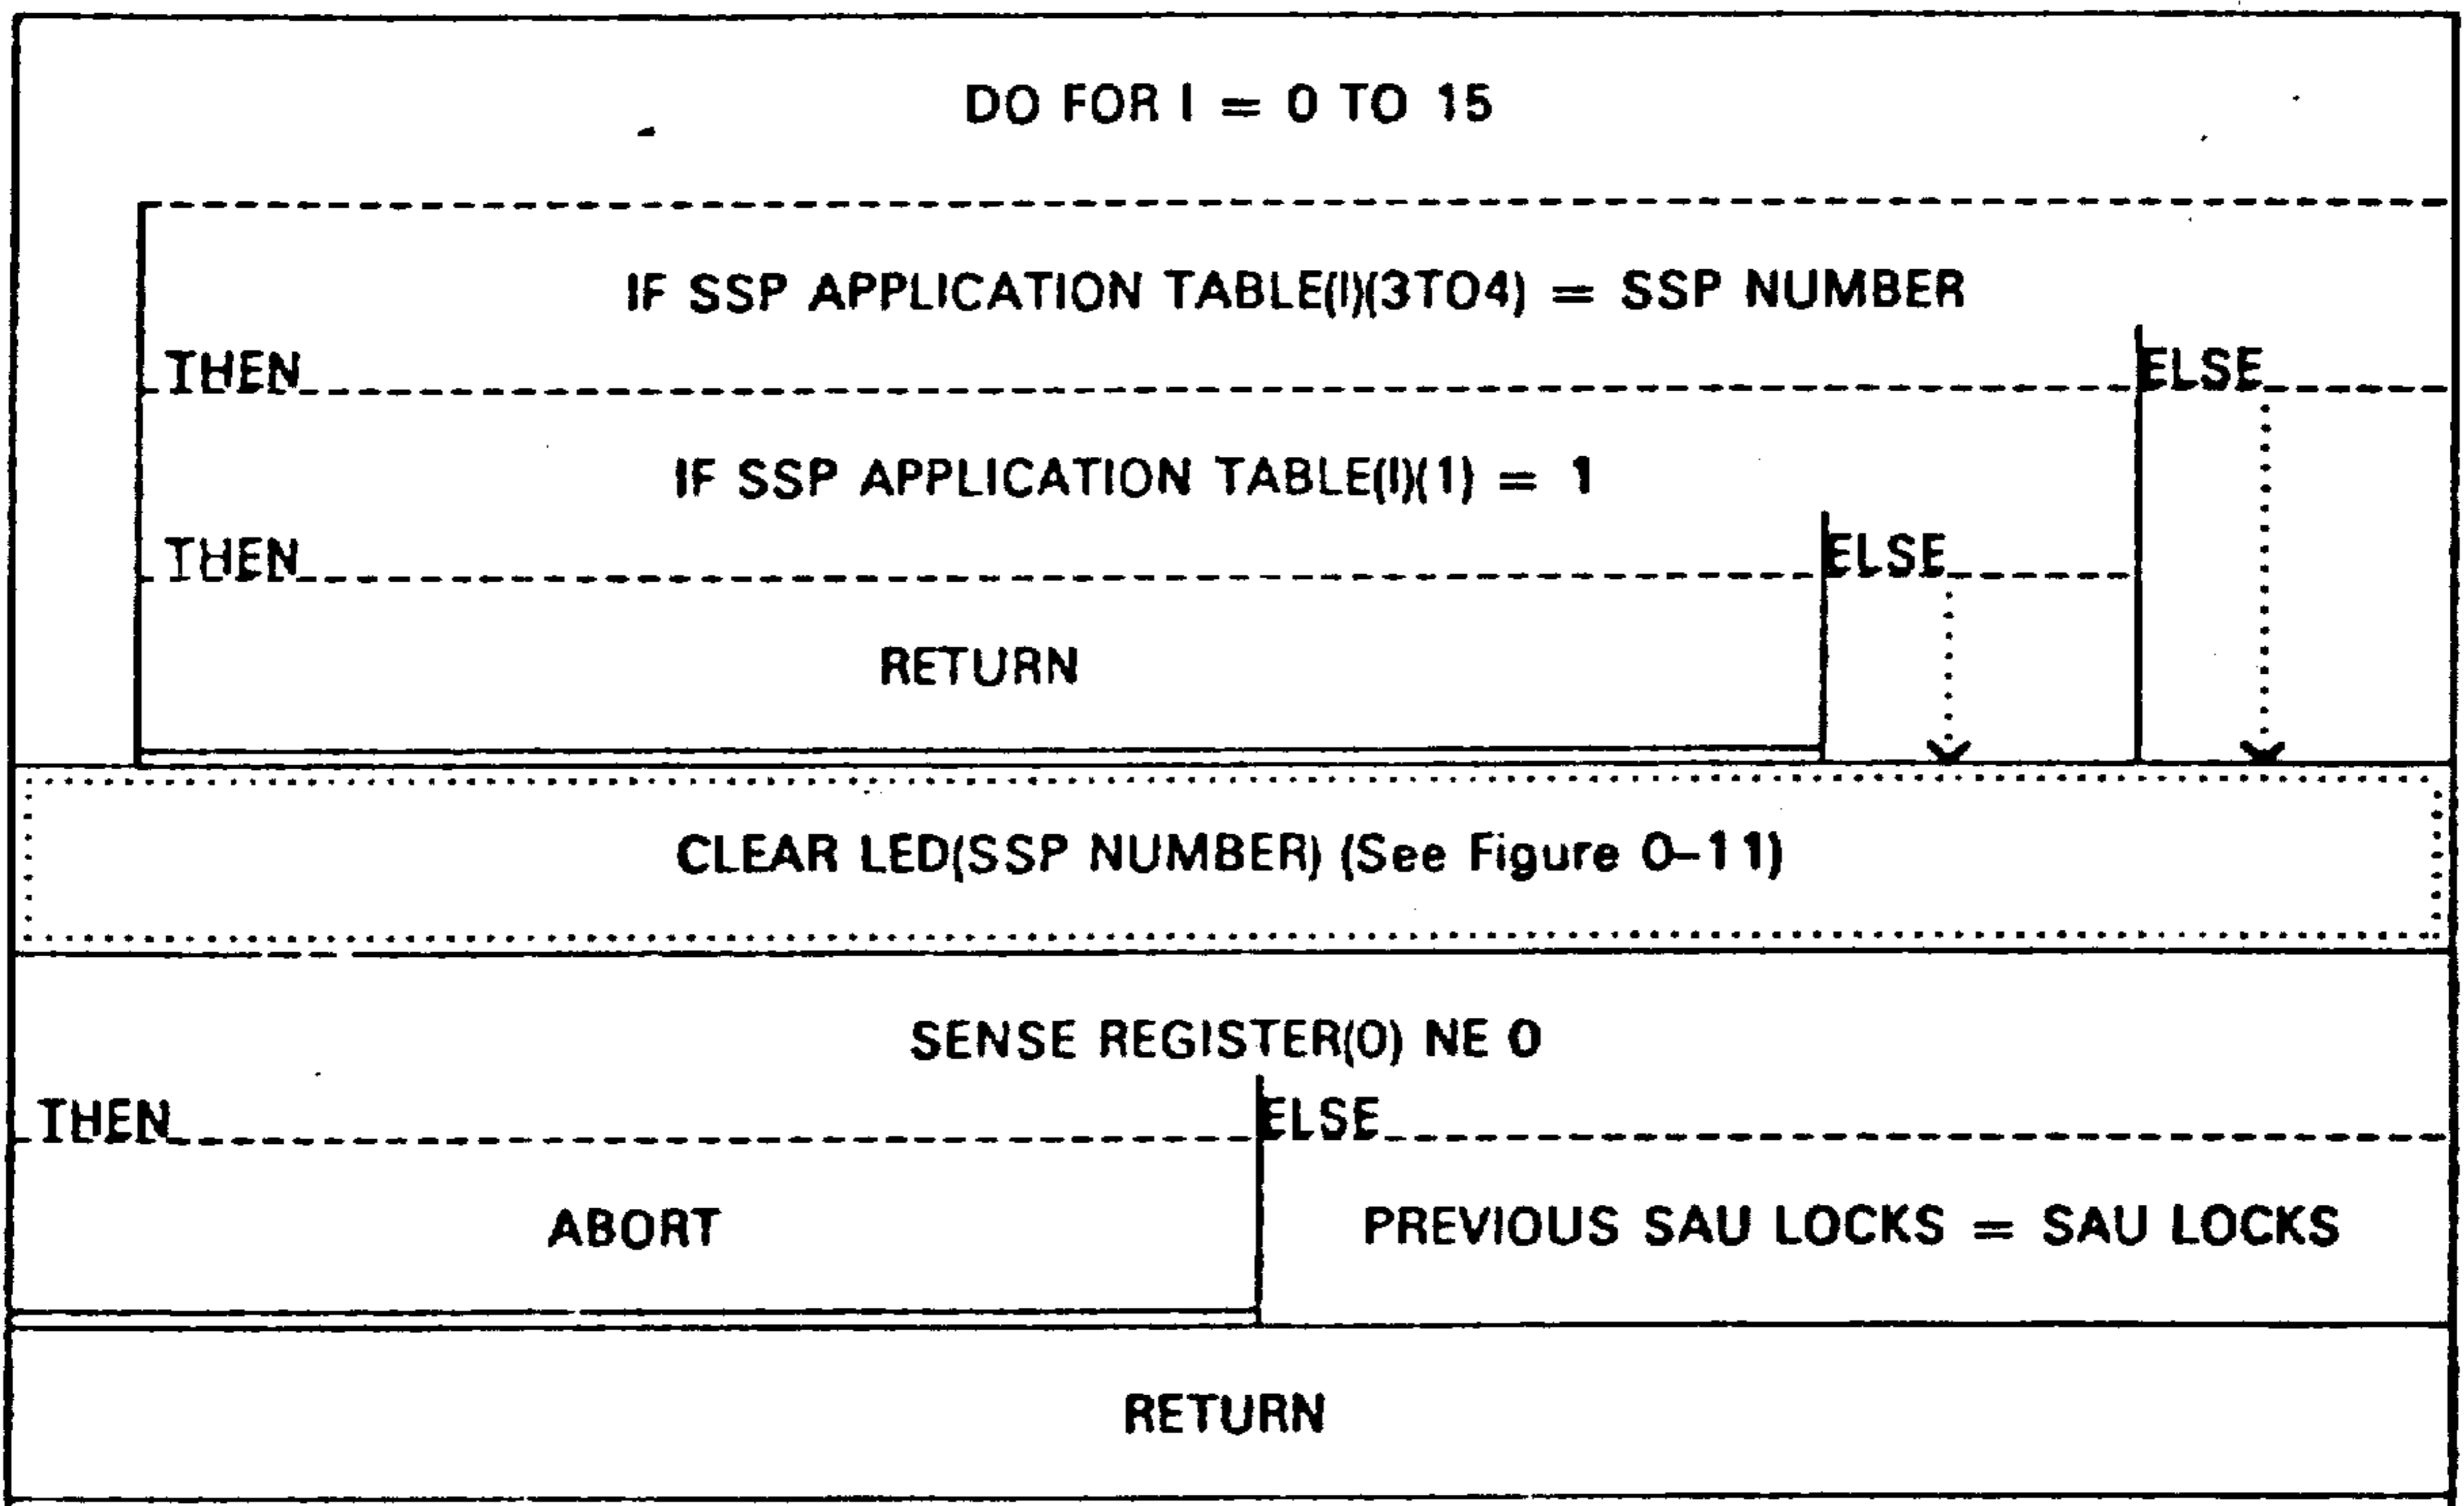 DO FOR I = 0 TO 15
IF SSP APPLICATION TABLE(I)(3TO4) = SSP NUMBER
THEN ELSE
IF SSP APPLICATION TABLE(I)(1) = 1
THEN ELSE
RETURN
CLEAR LED(SSP NUMBER) (See Figure 0-11)
SENSE REGISTER(0) NE 0
THEN ELSE
ABORT PREVIOUS SAU LOCKS = SAU LOCKS
RETURN